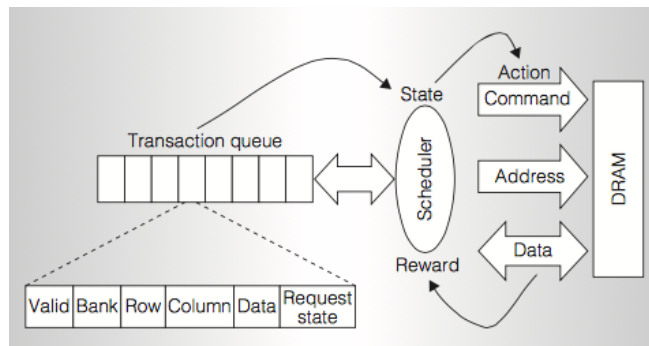 Action
State
Command
Transaction queue
Scheduler
Address
DRAM
Data
Reward
Valid Bank Row Column Data Request
state